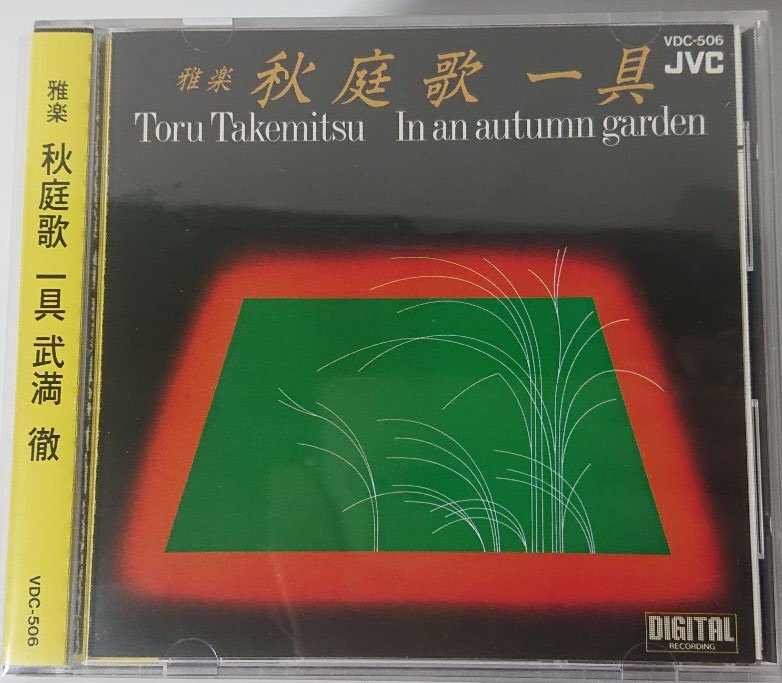 雅楽 秋庭歌 一具 武満 徹
VDC-506
VDC-506
JVC
雅楽 秋庭歌 一具
Toru Takemitsu In an autumn garden
DIGITAL
RECORDING